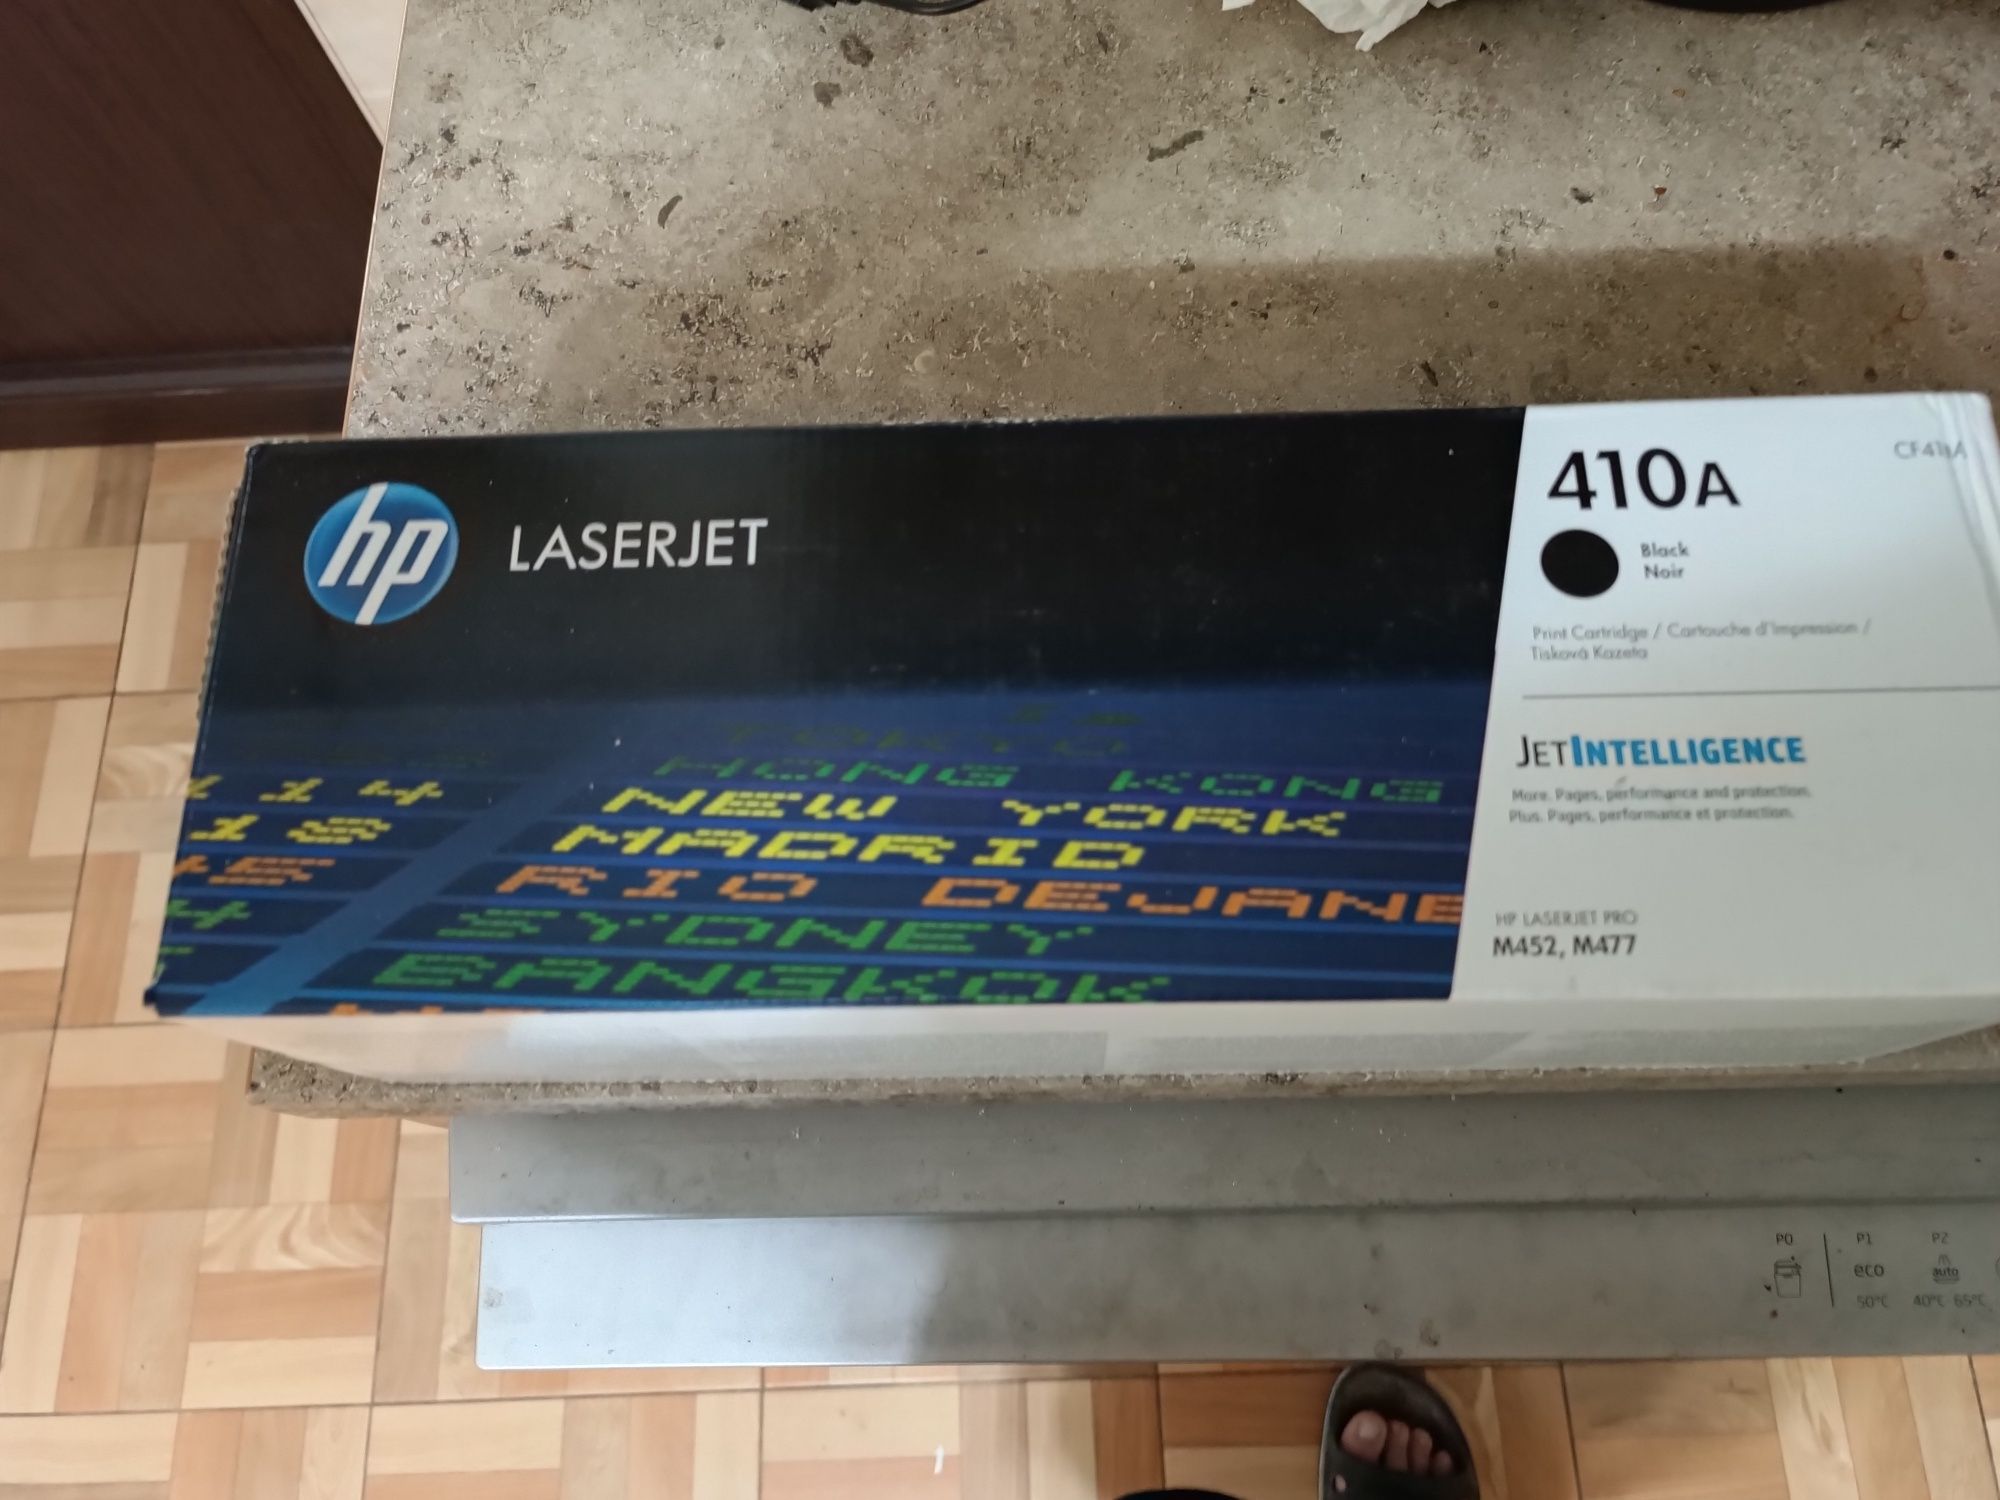 hp LASERJET
410A
Black
Noir
Print Cartridge / Cartouche d'impression /
Tisková Kazeta
JETINTELLIGENCE
More. Pages, performance and protection.
Plus. Pages, performance et protection.
HP LASERJET PRO
M452, M477
TOKYO
HONG KONG
14 NEW YORK
MADRID
RIO DEJANE
SYDNEY
BANGKOK
P0 P1 P2
eco auto
50°C 40°C 65°C